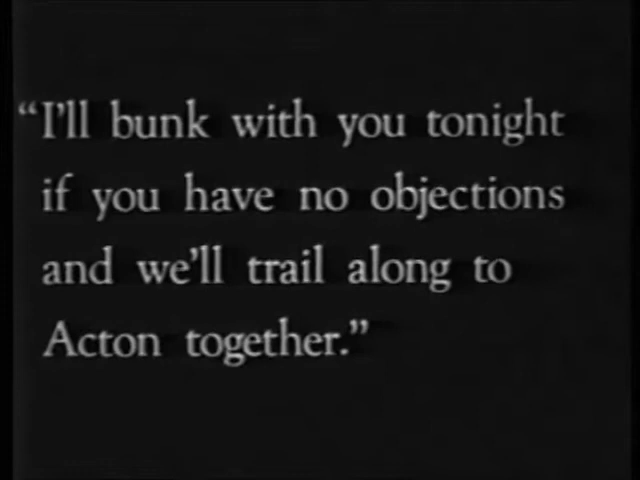 “I’ll bunk with you tonight
if you have no objections
and we’ll trail along to
Acton together.”